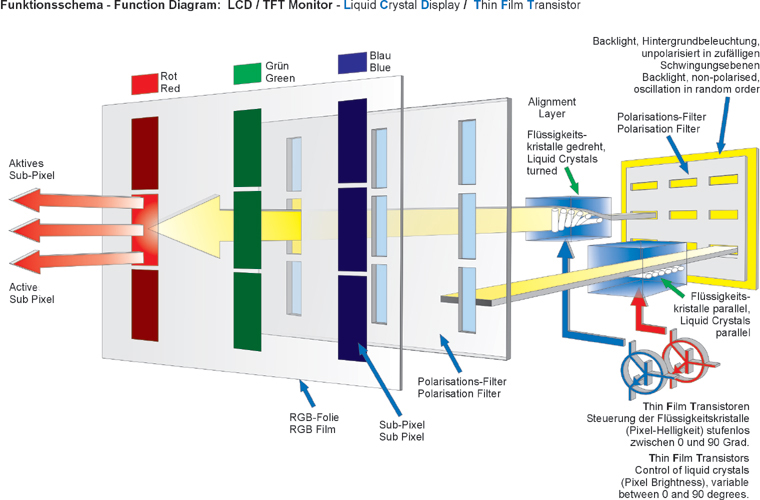 Funktionsschema - Function Diagram: LCD / TFT Monitor - Liquid Crystal Display / Thin Film Transistor
Rot
Red
Grün
Green
Blau
Blue
Backlight, Hintergrundbeleuchtung,
unpolarisiert in zufälligen
Schwingungsebenen
Backlight, non-polarised,
oscillation in random order
Alignment
Layer
Flüssigkeits-
kristalle gedreht,
Liquid Crystals
turned
Polarisations-Filter
Polarisation Filter
Aktives
Sub-Pixel
Active
Sub Pixel
Flüssigkeits-
kristalle parallel,
Liquid Crystals
parallel
Polarisations-Filter
Polarisation Filter
RGB-Folie
RGB Film
Sub-Pixel
Sub Pixel
Thin Film Transistoren
Steuerung der Flüssigkeitskristalle
(Pixel-Helligkeit) stufenlos
zwischen 0 und 90 Grad.
Thin Film Transistors
Control of liquid crystals
(Pixel Brightness), variable
between 0 and 90 degrees.